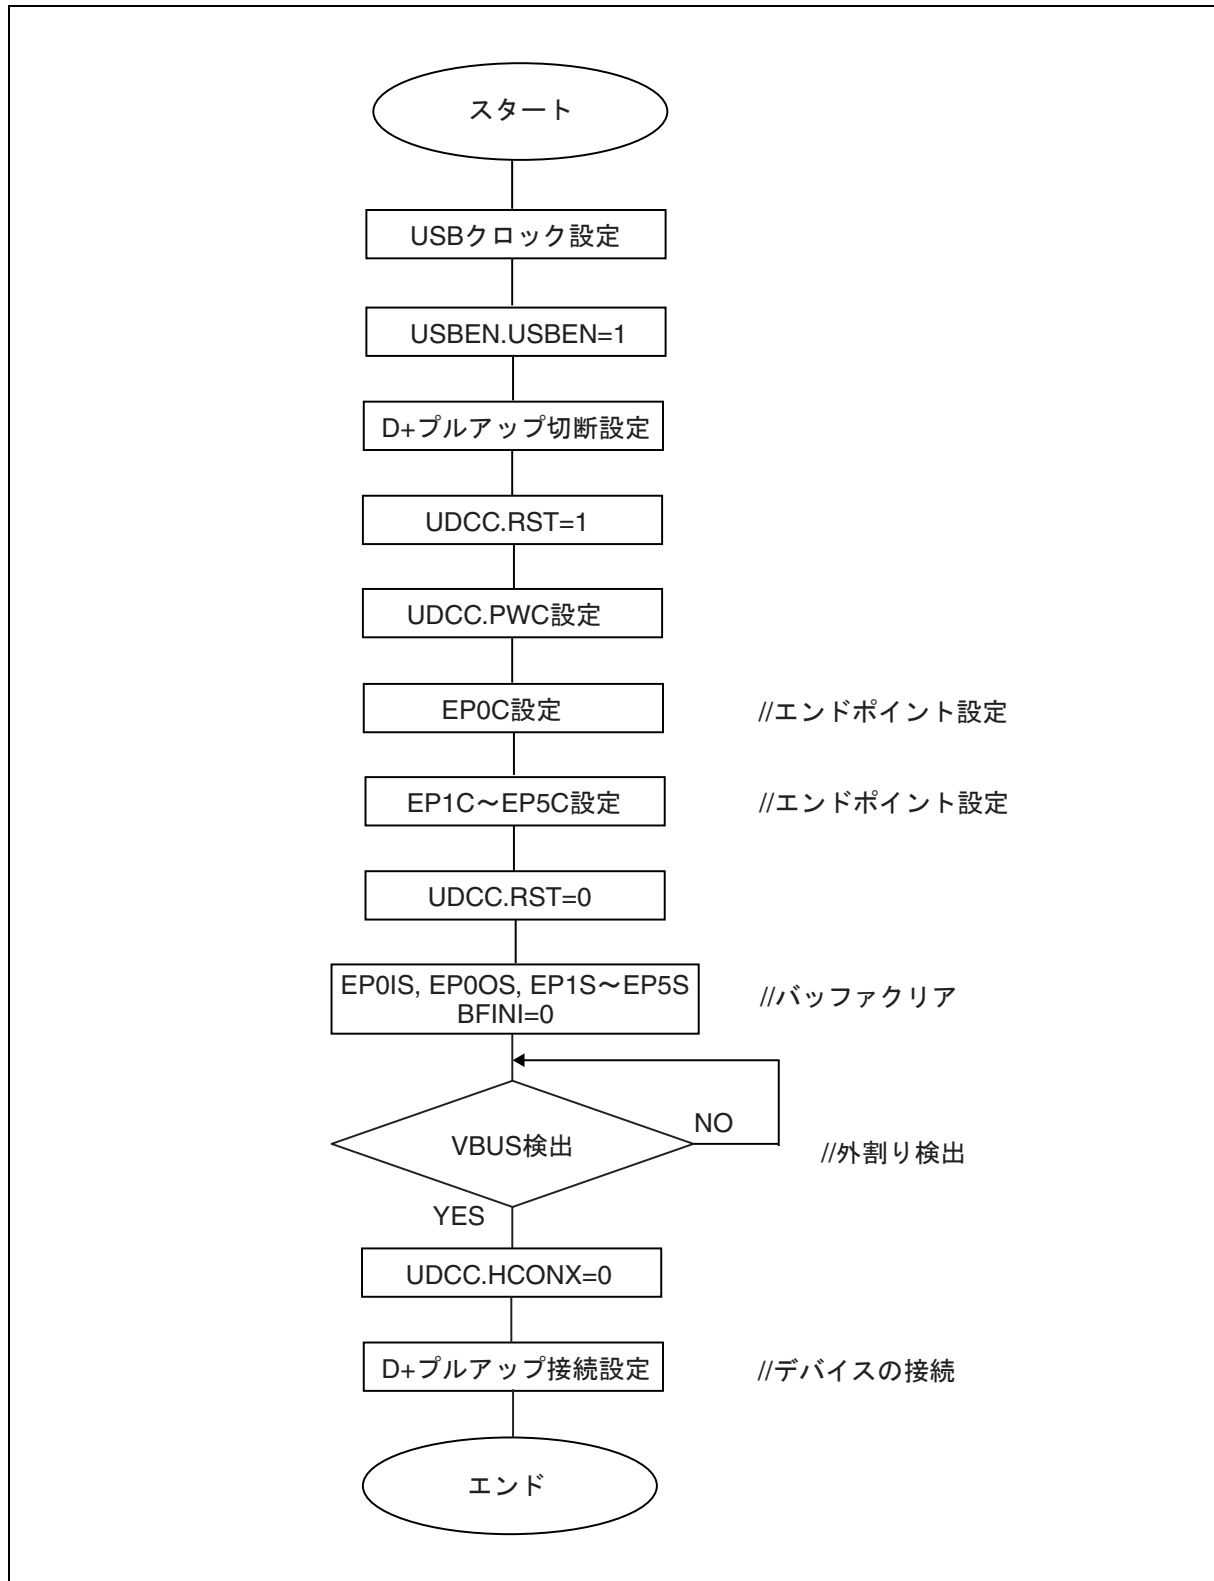 スタート
USBクロック設定
USBEN.USBEN=1
D+プルアップ切断設定
UDCC.RST=1
UDCC.PWC設定
EP0C設定
//エンドポイント設定
EP1C～EP5C設定
//エンドポイント設定
UDCC.RST=0
EP0IS, EP0OS, EP1S～EP5S
BFINI=0
//バッファクリア
NO
VBUS検出
//外割り検出
YES
UDCC.HCONX=0
D+プルアップ接続設定
//デバイスの接続
エンド